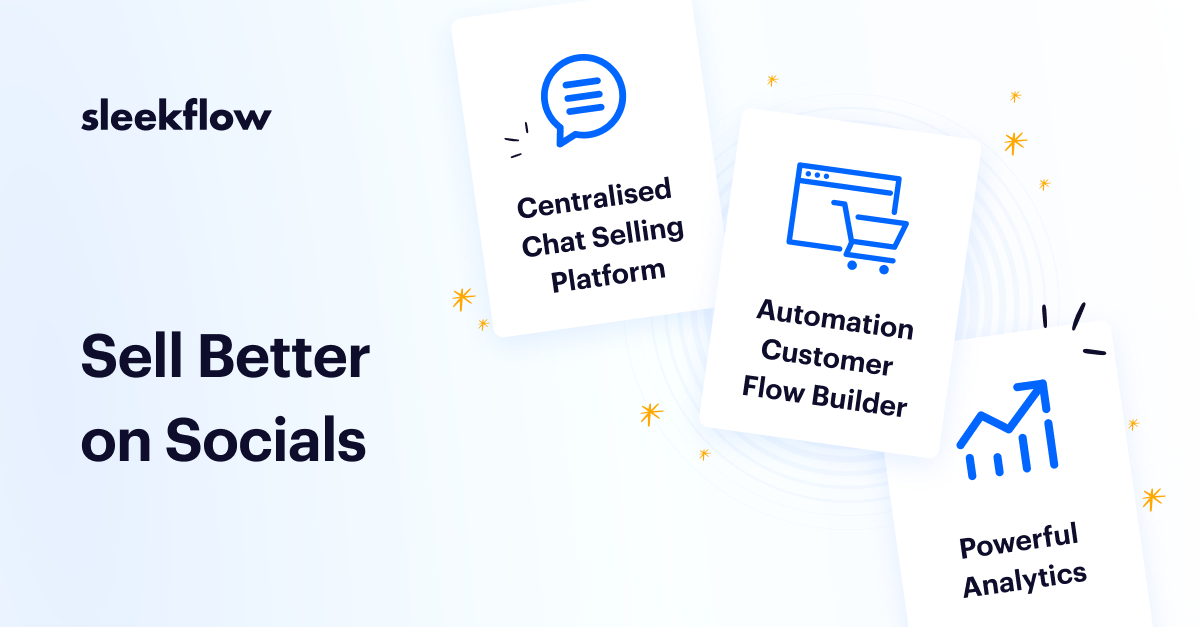 sleekflow
Sell Better
on Socials
Centralised
Chat Selling
Platform
Automation
Customer
Flow Builder
Powerful
Analytics